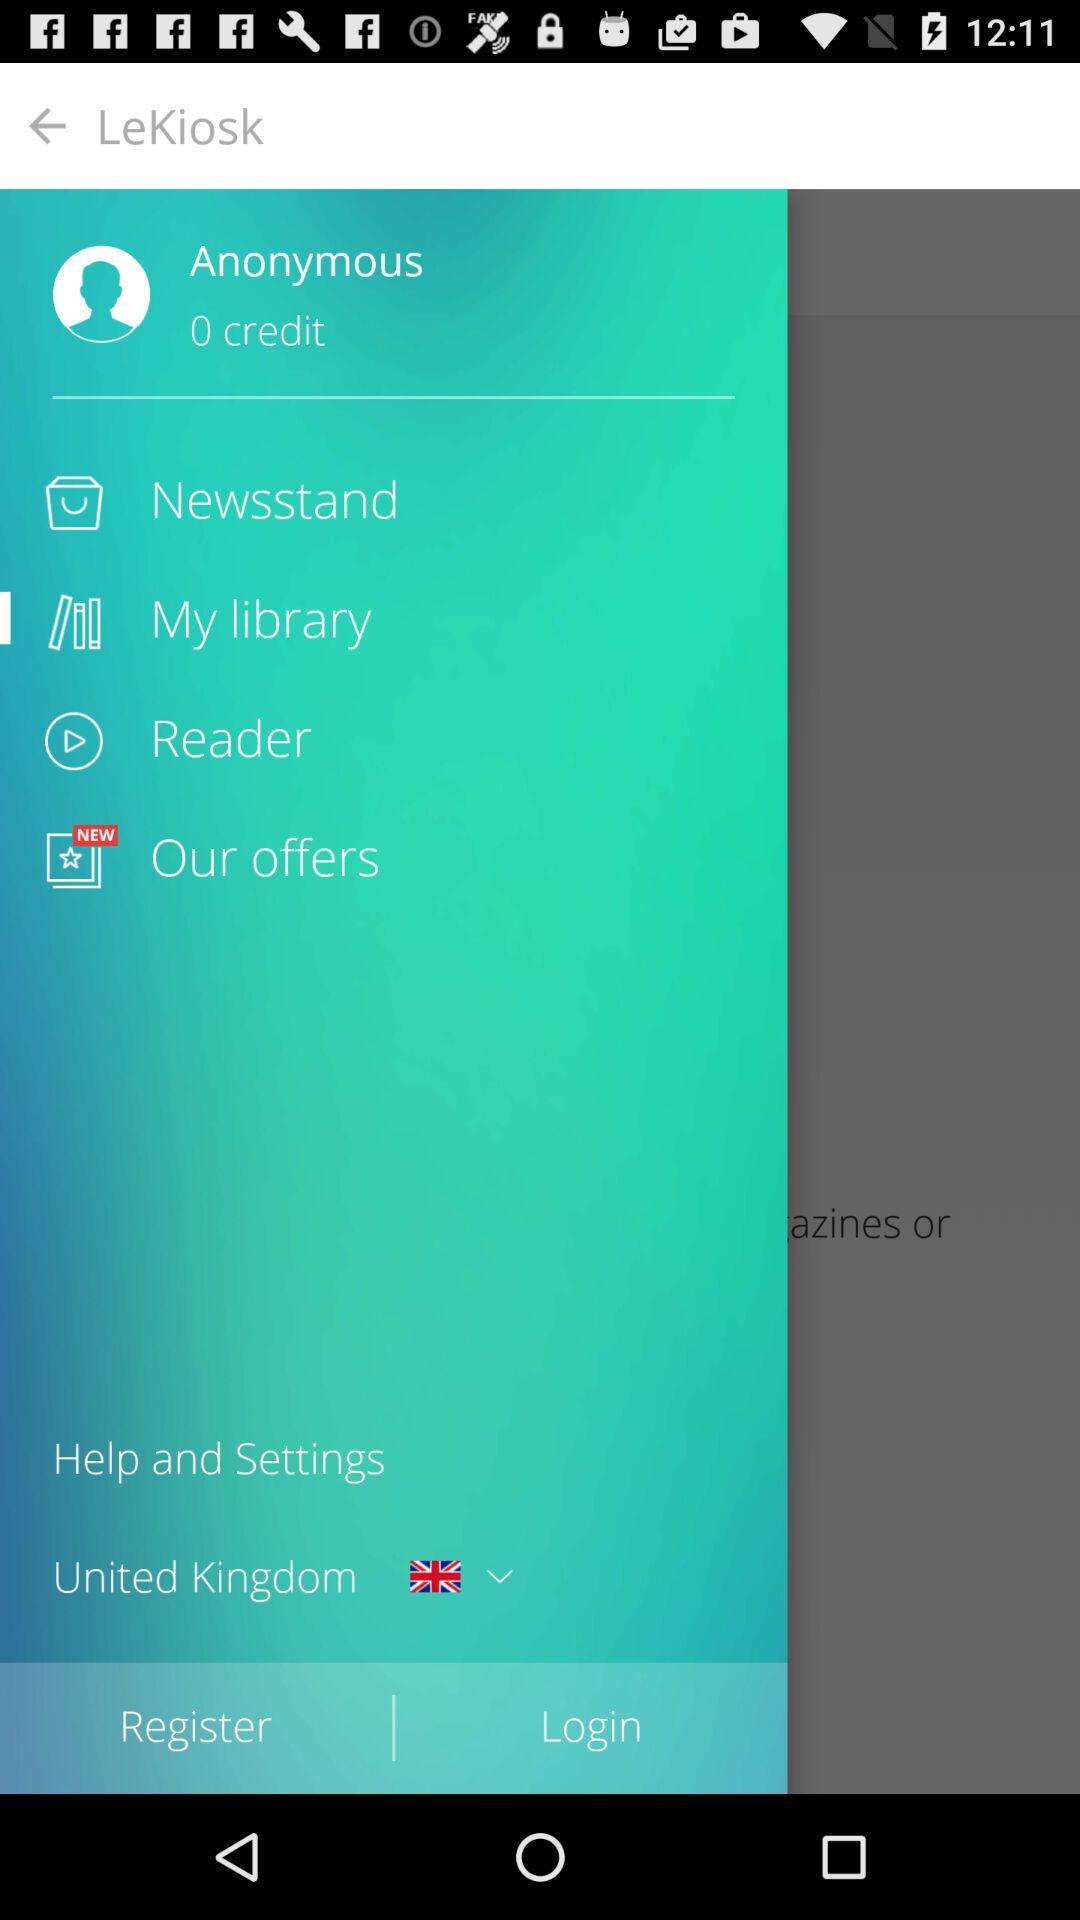 FAKE
12:11
LeKiosk
Anonymous
0 credit
Newsstand
My library
Reader
NEW
Our offers
azines or
Help and Settings
United Kingdom
Register
Login